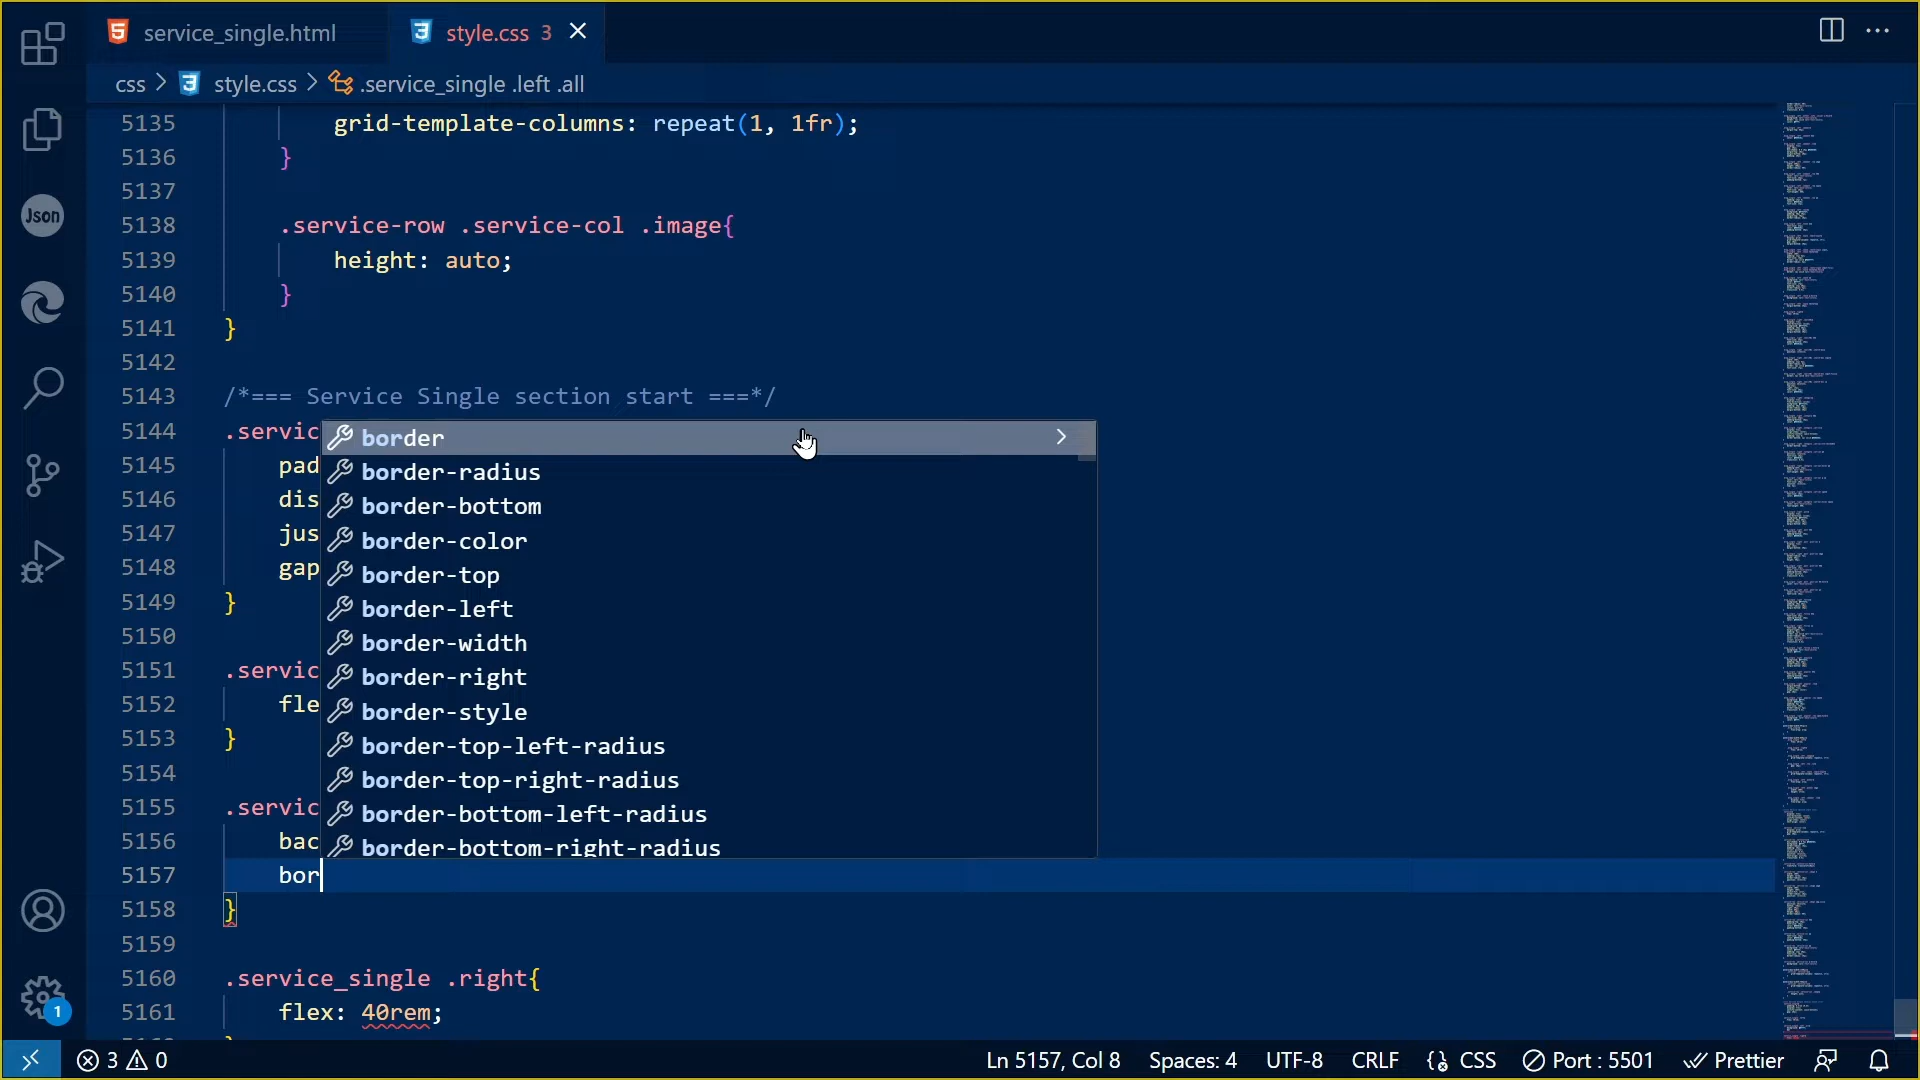 service_single.html
style.css 3
css > style.css > .service_single .left .all
5135 grid-template-columns: repeat(1, 1fr);
5136 }
5137
5138 .service-row .service-col .image{
5139 height: auto;
5140 }
5141 }
5142
5143 /*=== Service Single section start ===*/
5144 .servic
border
5145 pad
border-radius
5146 dis
border-bottom
5147 jus
border-color
5148 gap
border-top
5149 }
border-left
5150
border-width
5151 .servic
border-right
5152 fle
border-style
5153 }
border-top-left-radius
5154
border-top-right-radius
5155 .servic
border-bottom-left-radius
5156 bac
border-bottom-right-radius
5157 bor
5158 }
5159
5160 .service_single .right{
5161 flex: 40rem;
Json
1
3 0
Ln 5157, Col 8
Spaces: 4
UTF-8
CRLF
CSS
Port : 5501
Prettier